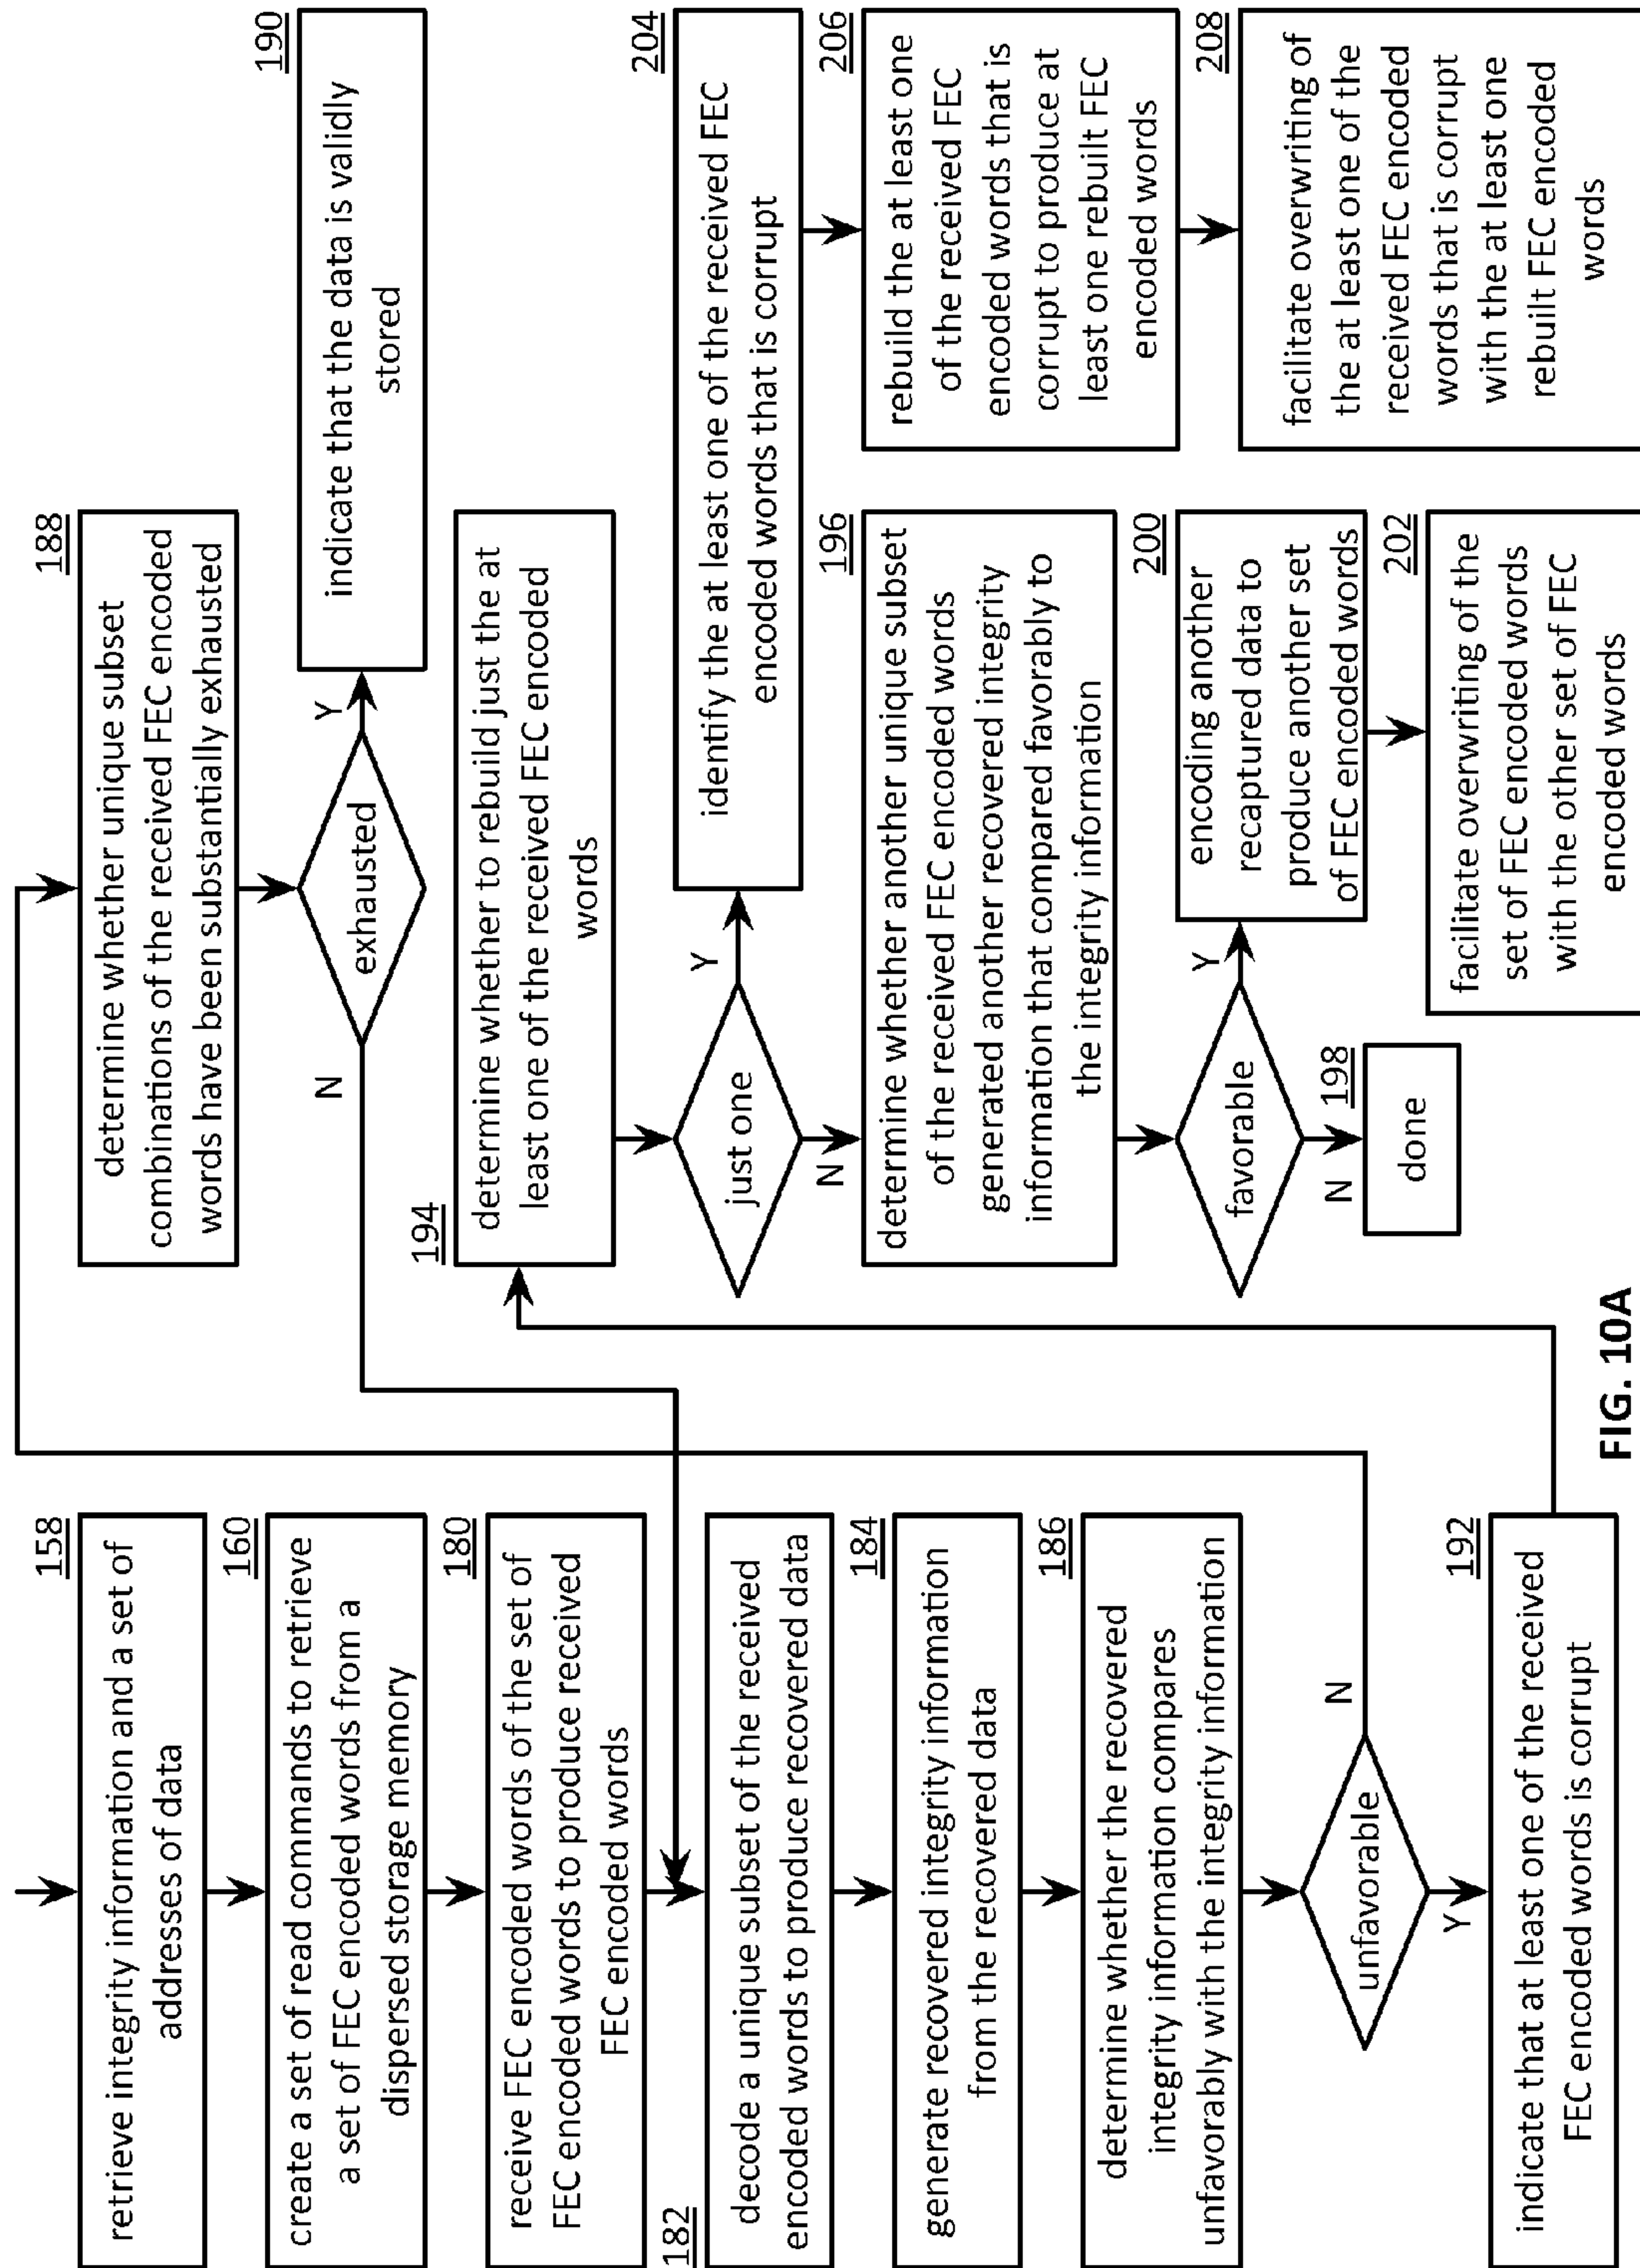 158
retrieve integrity information and a set of
addresses of data
160
create a set of read commands to retrieve
a set of FEC encoded words from a
dispersed storage memory
180
receive FEC encoded words of the set of
FEC encoded words to produce received
FEC encoded words
182
decode a unique subset of the received
encoded words to produce recovered data
184
generate recovered integrity information
from the recovered data
186
determine whether the recovered
integrity information compares
unfavorably with the integrity information
unfavorable
N
Y
192
indicate that at least one of the received
FEC encoded words is corrupt
188
determine whether unique subset
combinations of the received FEC encoded
words have been substantially exhausted
exhausted
N
Y
190
indicate that the data is validly
stored
194
determine whether to rebuild just the at
least one of the received FEC encoded
words
just one
Y
N
204
identify the at least one of the received FEC
encoded words that is corrupt
196
determine whether another unique subset
of the received FEC encoded words
generated another recovered integrity
information that compared favorably to
the integrity information
favorable
Y
N
198
done
200
encoding another
recaptured data to
produce another set
of FEC encoded words
202
facilitate overwriting of the
set of FEC encoded words
with the other set of FEC
encoded words
206
rebuild the at least one
of the received FEC
encoded words that is
corrupt to produce at
least one rebuilt FEC
encoded words
208
facilitate overwriting of
the at least one of the
received FEC encoded
words that is corrupt
with the at least one
rebuilt FEC encoded
words
FIG. 10A